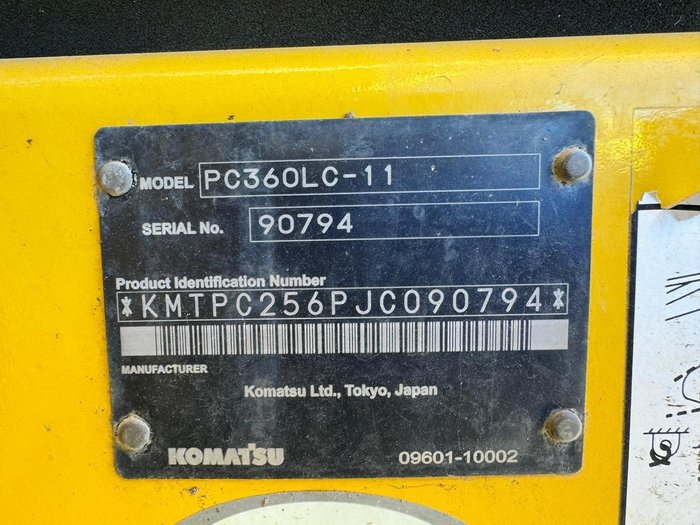 MODEL PC360LC-11
SERIAL No. 90794
Product Identification Number
*KMTPC256PJC090794*
MANUFACTURER
Komatsu Ltd., Tokyo, Japan
KOMATSU 09601-10002